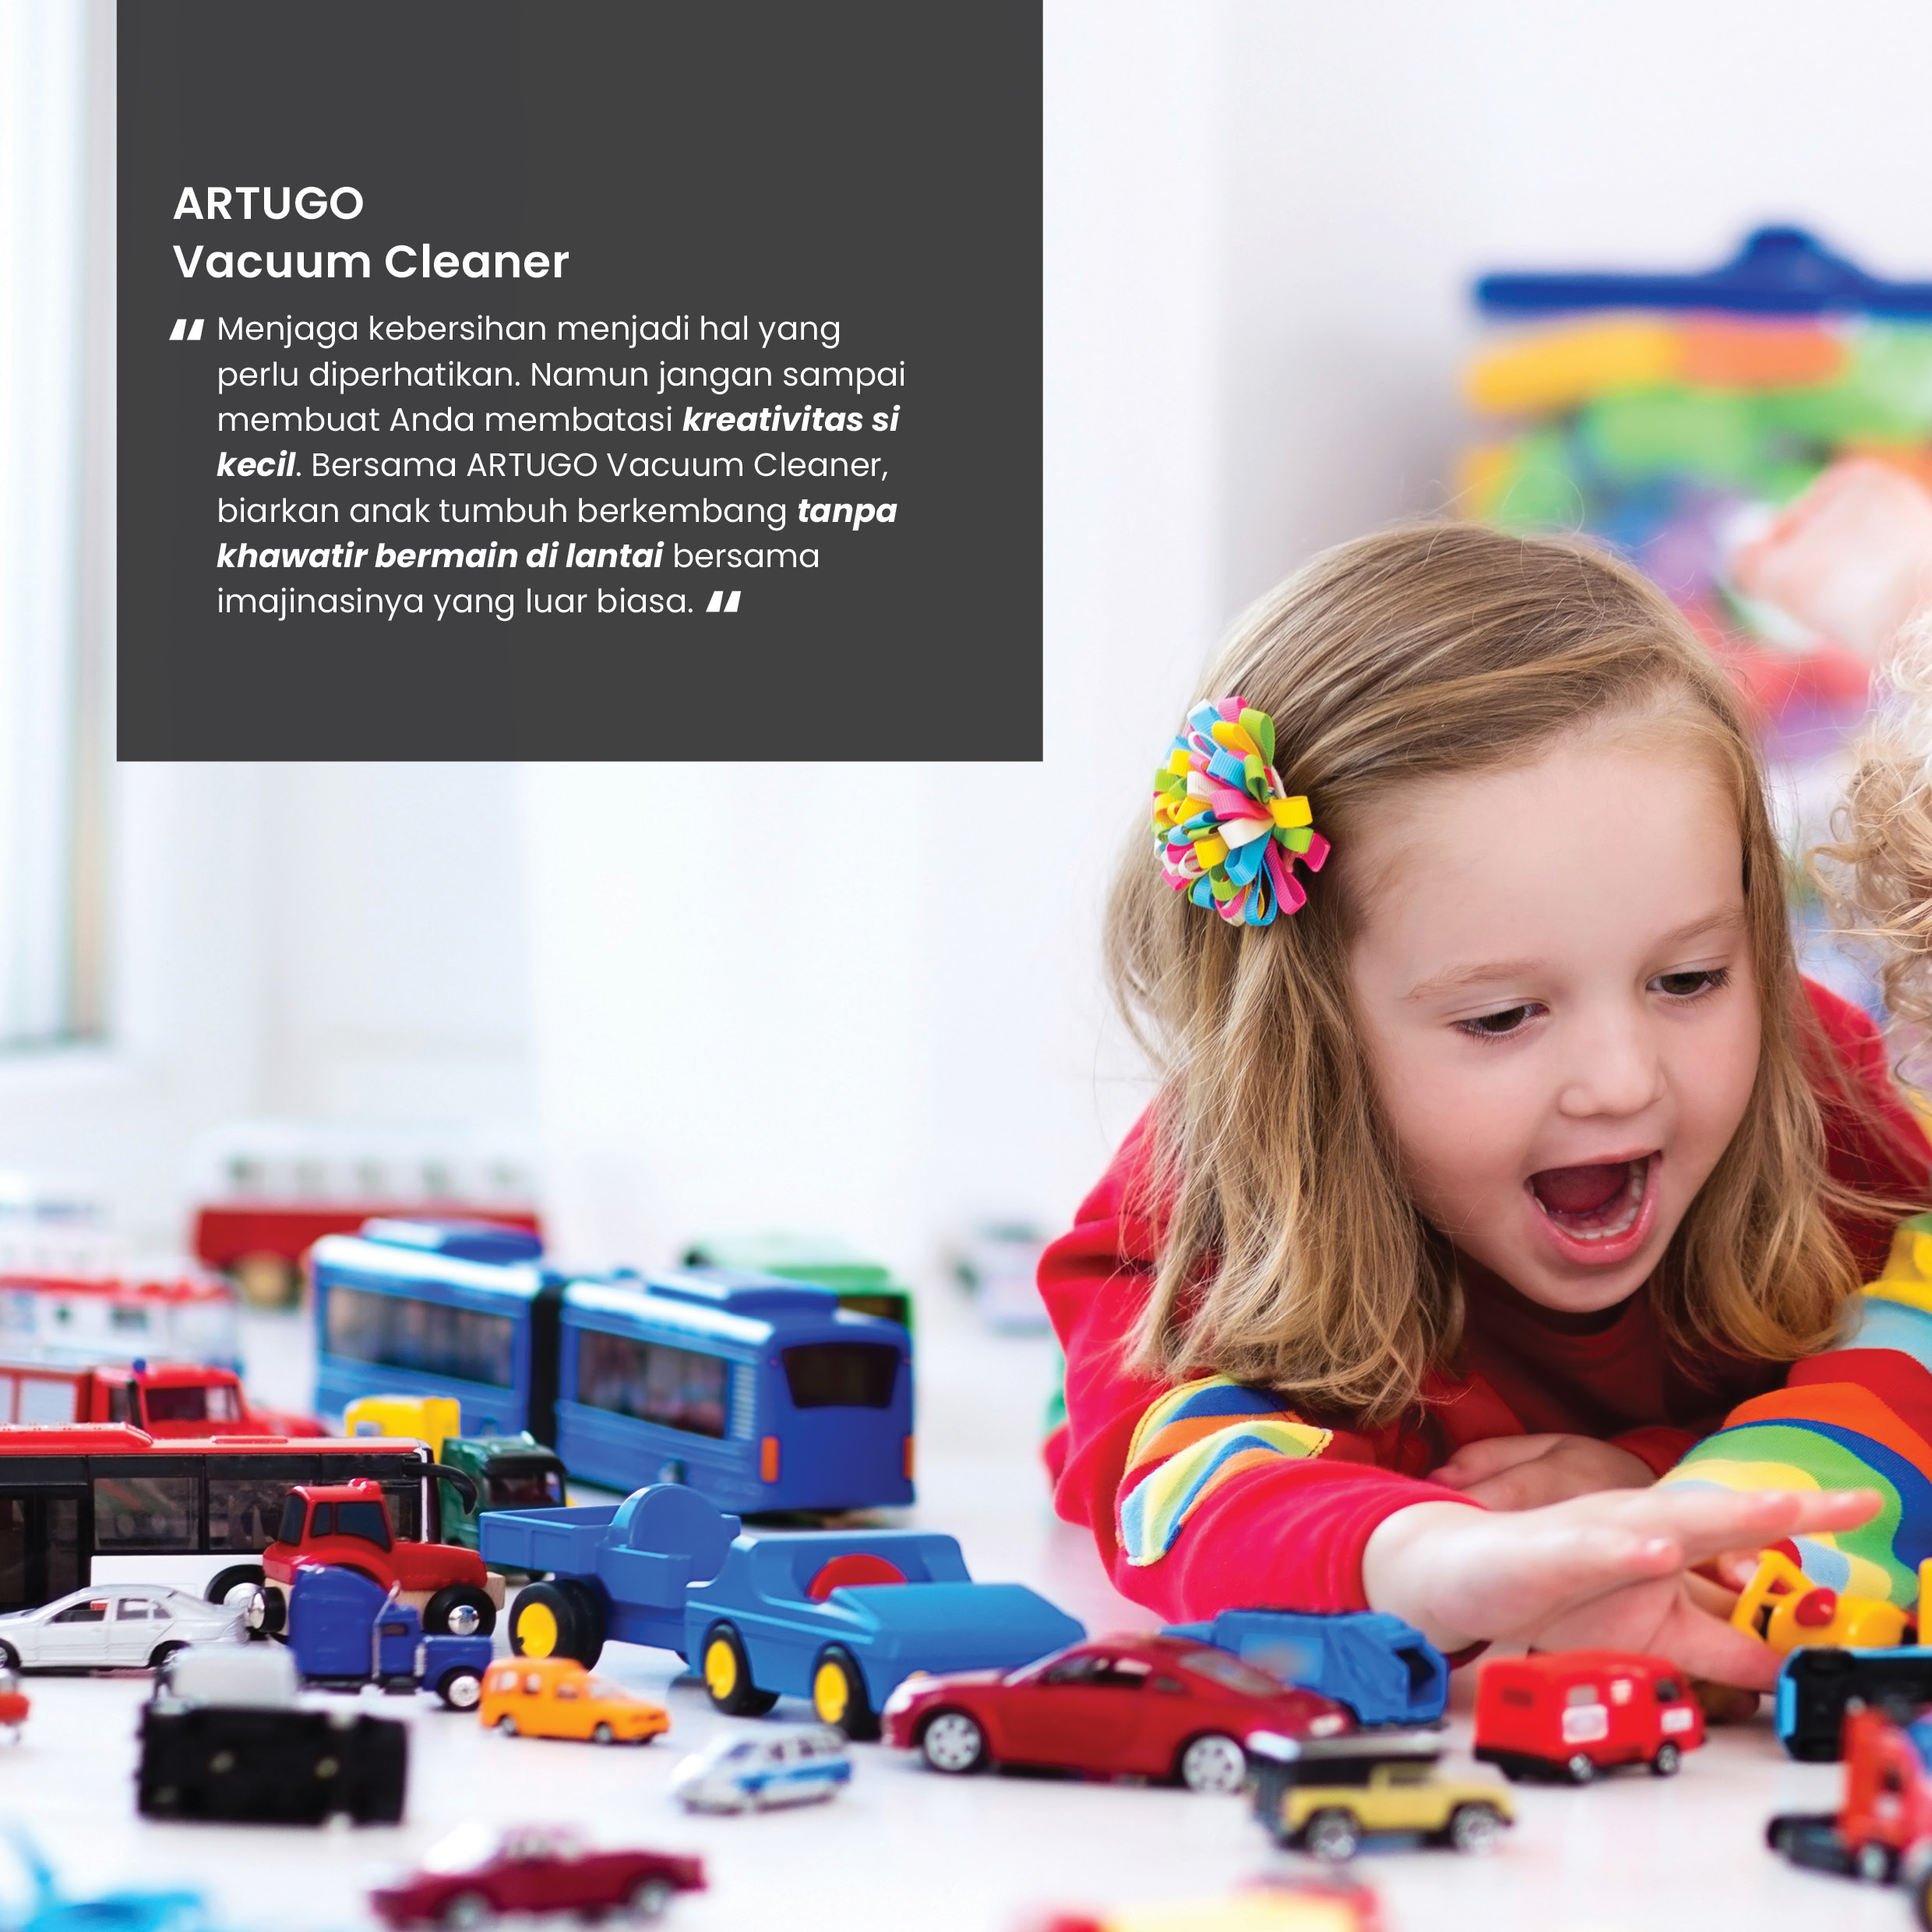 ARTUGO
Vacuum Cleaner
" Menjaga kebersihan menjadi hal yang
perlu diperhatikan. Namun jangan sampai
membuat Anda membatasi kreativitas si
kecil. Bersama ARTUGO Vacuum Cleaner,
biarkan anak tumbuh berkembang tanpa
khawatir bermain di lantai bersama
imajinasinya yang luar biasa. "